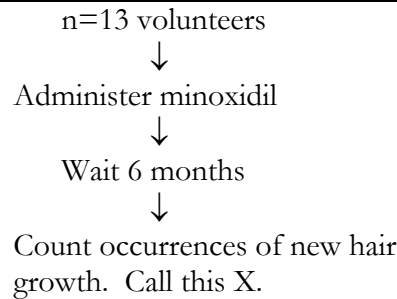 n=13 volunteers
↓
Administer minoxidil
↓
Wait 6 months
↓
Count occurrences of new hair
growth.  Call this X.